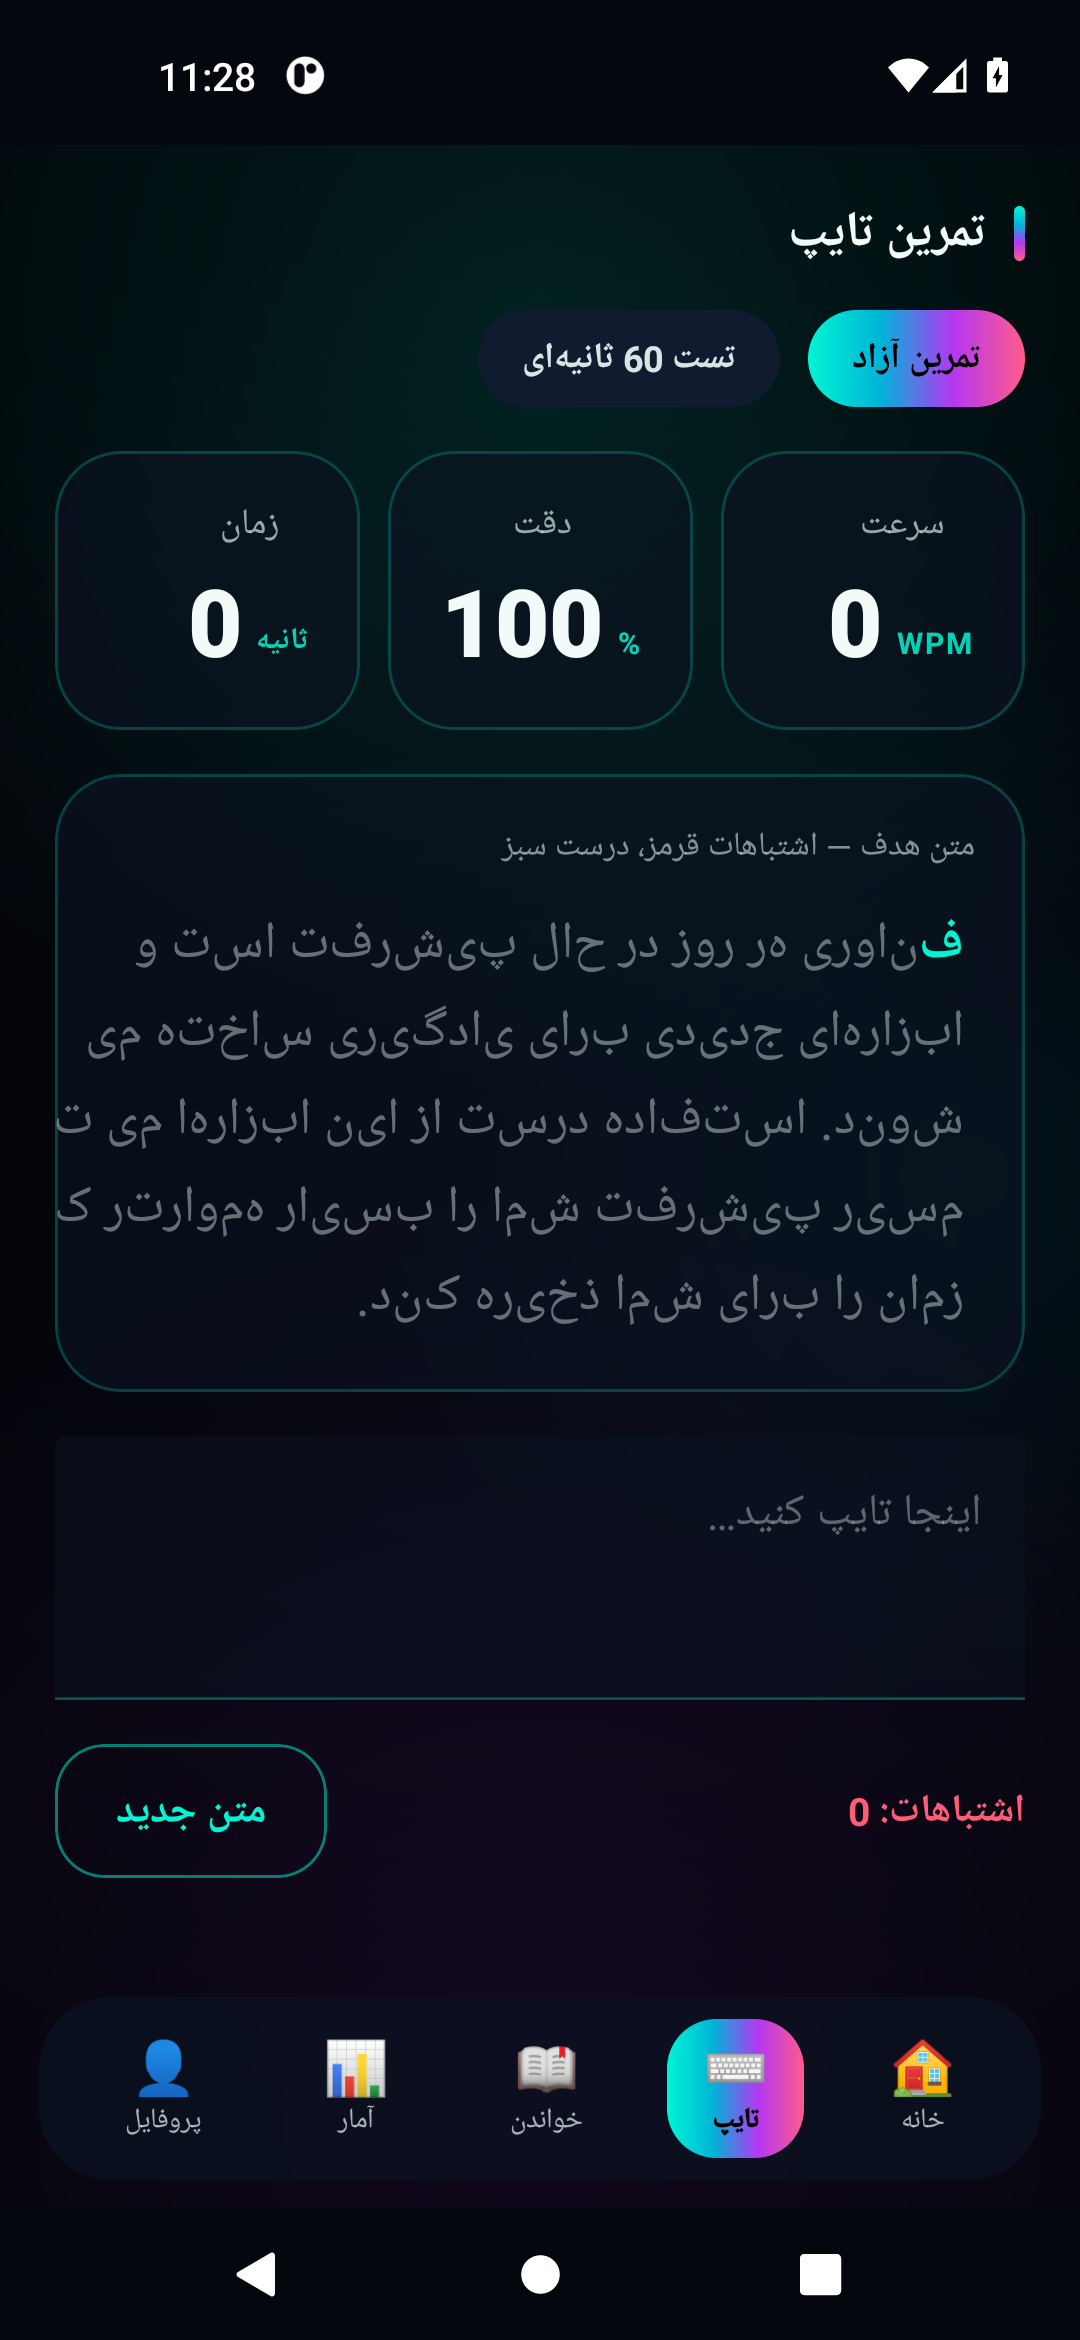 11:28
تمرین تایپ
تمرین آزاد
تست 60 ثانیه‌ای
سرعت
0 WPM
دقت
100 %
زمان
0 ثانیه
متن هدف – اشتباهات قرمز، درست سبز
فناوری هر روز در حال پیشرفت است و
ابزارهای جدیدی برای یادگیری ساخته می
شوند. استفاده درست از این ابزارها می ت
مسیر پیشرفت شما را بسیار هموارتر ک
زمان را برای شما ذخیره کند.
اینجا تایپ کنید...
اشتباهات: 0
متن جدید
خانه
تایپ
خواندن
آمار
پروفایل